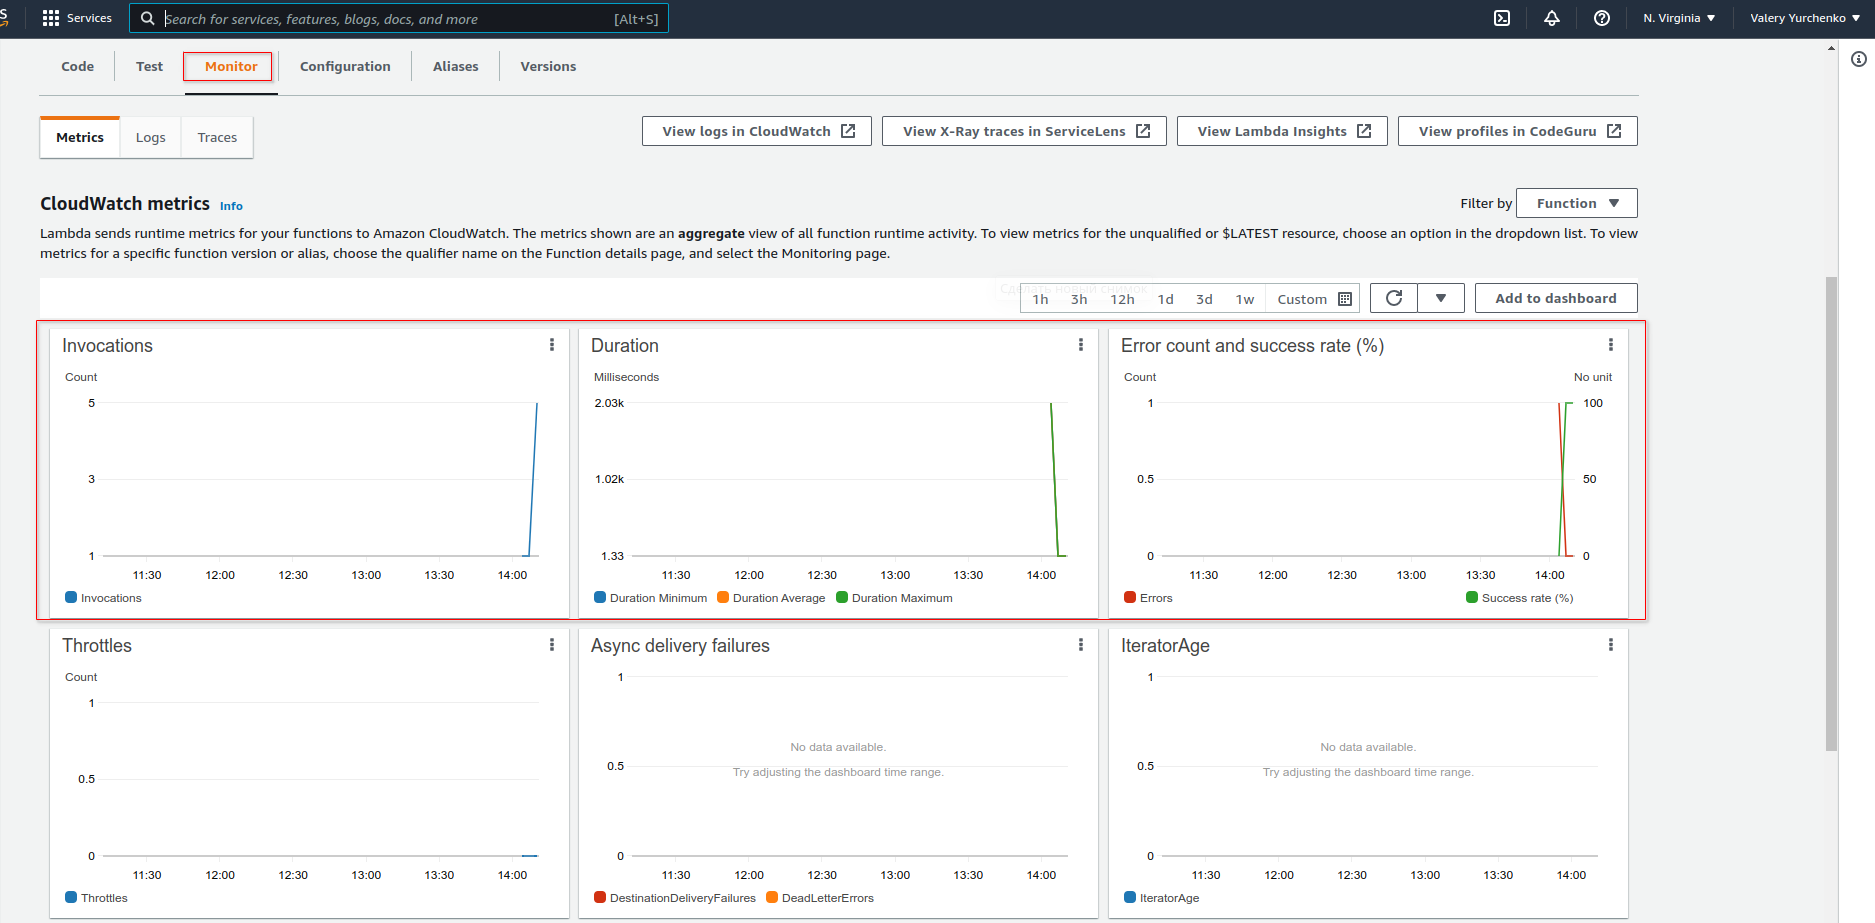 S Services Search for services, features, blogs, docs, and more [Alt+S] N. Virginia Valery Yurchenko
Code Test Monitor Configuration Aliases Versions
Metrics Logs Traces View logs in CloudWatch View X-Ray traces in ServiceLens View Lambda Insights View profiles in CodeGuru
CloudWatch metrics Info Filter by Function
Lambda sends runtime metrics for your functions to Amazon CloudWatch. The metrics shown are an aggregate view of all function runtime activity. To view metrics for the unqualified or $LATEST resource, choose an option in the dropdown list. To view
metrics for a specific function version or alias, choose the qualifier name on the Function details page, and select the Monitoring page.
Сделать новый снимок
1h 3h 12h 1d 3d 1w Custom Add to dashboard
Invocations
Count
5
3
1
11:30 12:00 12:30 13:00 13:30 14:00
Invocations
Duration
Milliseconds
2.03k
1.02k
1.33
11:30 12:00 12:30 13:00 13:30 14:00
Duration Minimum Duration Average Duration Maximum
Error count and success rate (%)
Count No unit
1 100
0.5 50
0 0
11:30 12:00 12:30 13:00 13:30 14:00
Errors Success rate (%)
Throttles
Count
1
0.5
0
11:30 12:00 12:30 13:00 13:30 14:00
Throttles
Async delivery failures
1
No data available.
0.5
Try adjusting the dashboard time range.
0
11:30 12:00 12:30 13:00 13:30 14:00
DestinationDeliveryFailures DeadLetterErrors
IteratorAge
1
No data available.
0.5
Try adjusting the dashboard time range.
0
11:30 12:00 12:30 13:00 13:30 14:00
IteratorAge